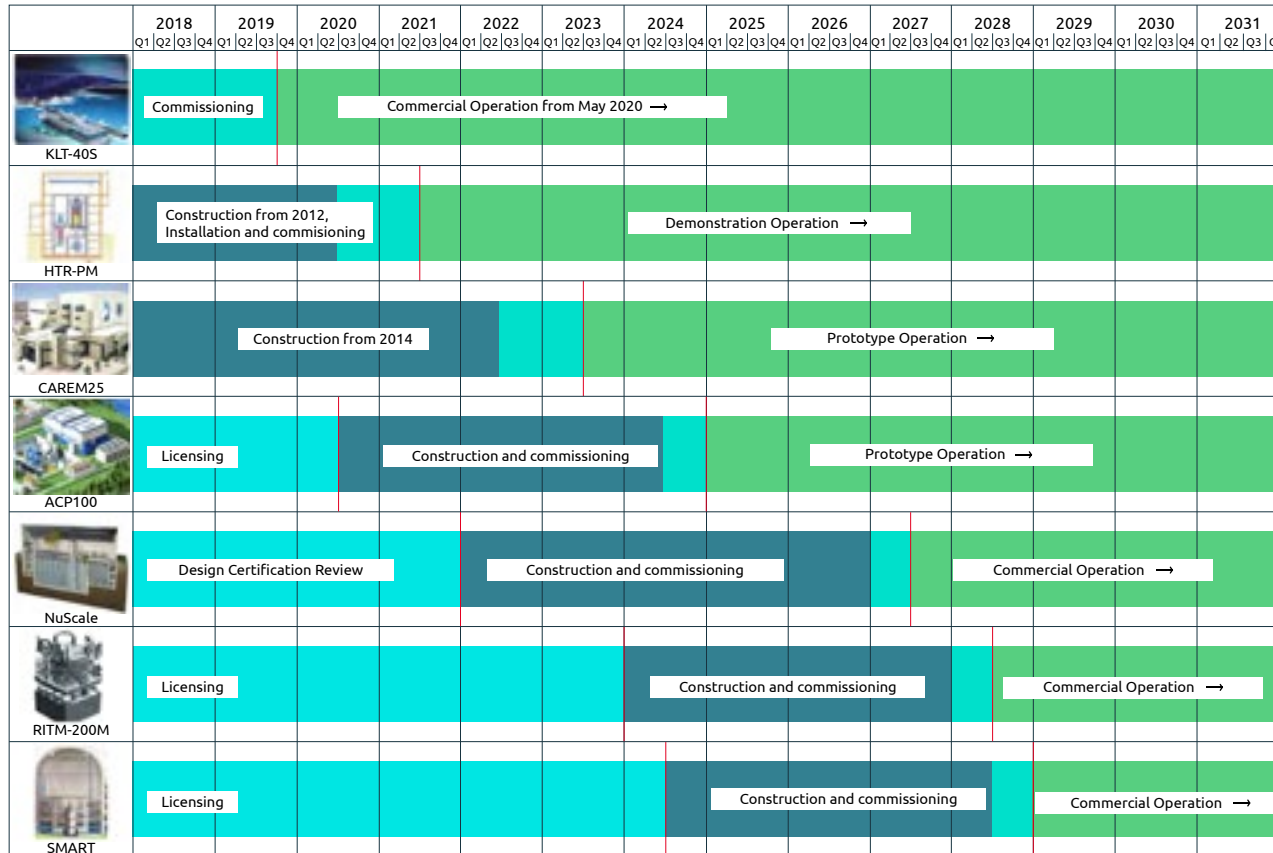 2018 2019 2020 2021 2022 2023 2024 2025 2026 2027 2028 2029 2030 2031
Q1 Q2 Q3 Q4 Q1 Q2 Q3 Q4 Q1 Q2 Q3 Q4 Q1 Q2 Q3 Q4 Q1 Q2 Q3 Q4 Q1 Q2 Q3 Q4 Q1 Q2 Q3 Q4 Q1 Q2 Q3 Q4 Q1 Q2 Q3 Q4 Q1 Q2 Q3 Q4 Q1 Q2 Q3 Q4 Q1 Q2 Q3 Q4 Q1 Q2 Q3 Q4 Q1 Q2 Q3
KLT-40S
Commissioning
Commercial Operation from May 2020 →
HTR-PM
Construction from 2012,
Installation and commisioning
Demonstration Operation →
CAREM25
Construction from 2014
Prototype Operation →
ACP100
Licensing
Construction and commissioning
Prototype Operation →
NuScale
Design Certification Review
Construction and commissioning
Commercial Operation →
RITM-200M
Licensing
Construction and commissioning
Commercial Operation →
SMART
Licensing
Construction and commissioning
Commercial Operation →